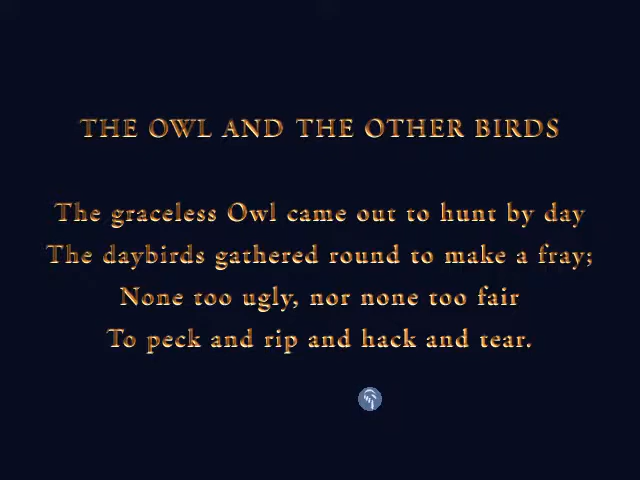 THE OWL AND THE OTHER BIRDS
The graceless Owl came out to hunt by day
The daybirds gathered round to make a fray;
None too ugly, nor none too fair
To peck and rip and hack and tear.